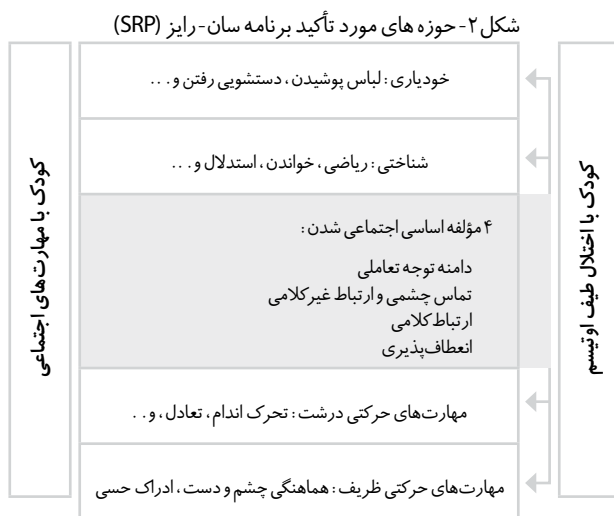 شکل۲- حوزه های مورد تأکید برنامه سان-رایز (SRP)
کودک با اختلال طیف اوتیسم
خودیاری: لباس پوشیدن، دستشویی رفتن و. ..
شناختی: ریاضی، خواندن، استدلال و. ..
۴ مؤلفه اساسی اجتماعی شدن:
دامنه توجه تعاملی
تماس چشمی و ارتباط غیرکلامی
ارتباط کلامی
انعطاف‌پذیری
مهارت‌های حرکتی درشت: تحرک اندام، تعادل، و. .
مهارت‌های حرکتی ظریف: هماهنگی چشم و دست، ادراک حسی
کودک با مهارت‌های اجتماعی